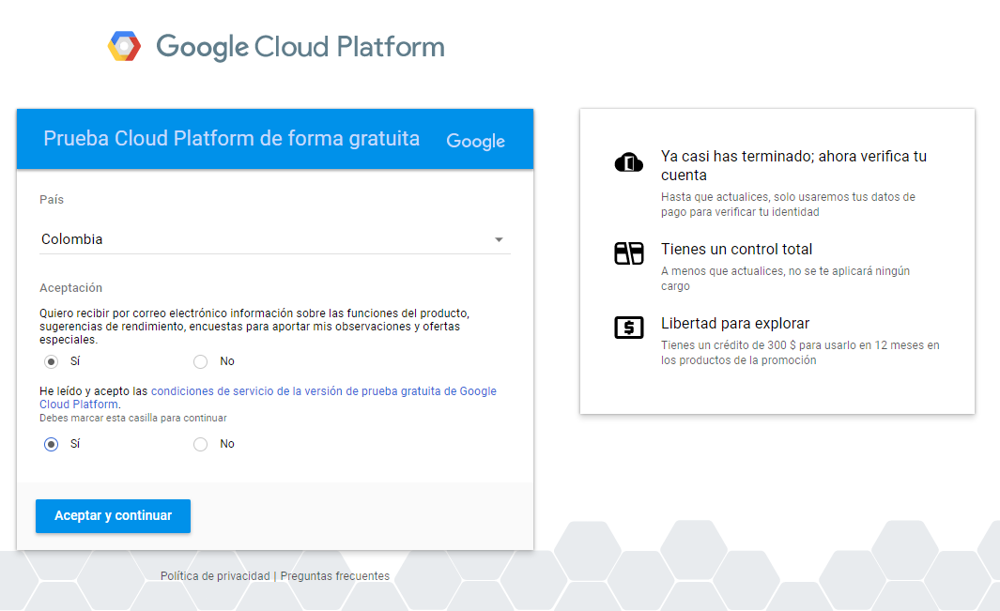 Google Cloud Platform
Prueba Cloud Platform de forma gratuita
Google
País
Colombia
Aceptación
Quiero recibir por correo electrónico información sobre las funciones del producto,
sugerencias de rendimiento, encuestas para aportar mis observaciones y ofertas
especiales.
Sí No
He leído y acepto las condiciones de servicio de la versión de prueba gratuita de Google
Cloud Platform.
Debes marcar esta casilla para continuar
Sí No
Aceptar y continuar
Ya casi has terminado; ahora verifica tu
cuenta
Hasta que actualices, solo usaremos tus datos de
pago para verificar tu identidad
Tienes un control total
A menos que actualices, no se te aplicará ningún
cargo
$
Libertad para explorar
Tienes un crédito de 300 $ para usarlo en 12 meses en
los productos de la promoción
Política de privacidad | Preguntas frecuentes